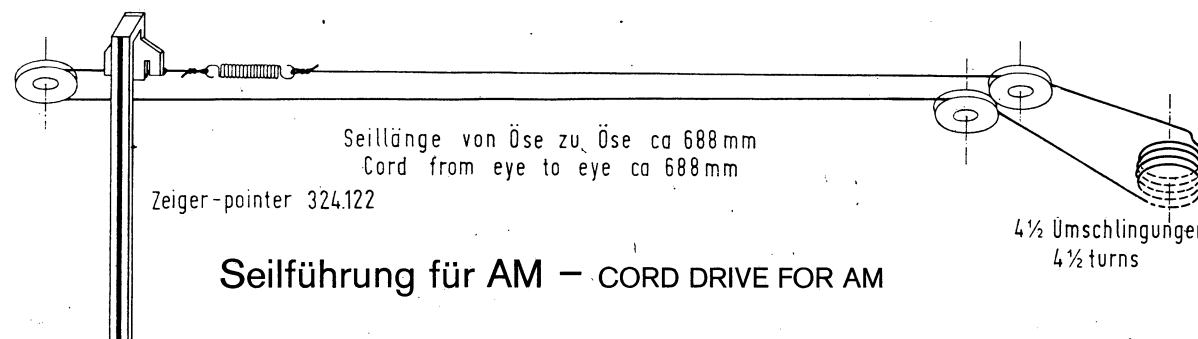 Seillänge von Öse zu Öse ca 688 mm
Cord from eye to eye ca 688 mm
Zeiger-pointer 324.122
4½ Umschlingungen
4½ turns
Seilführung für AM – CORD DRIVE FOR AM